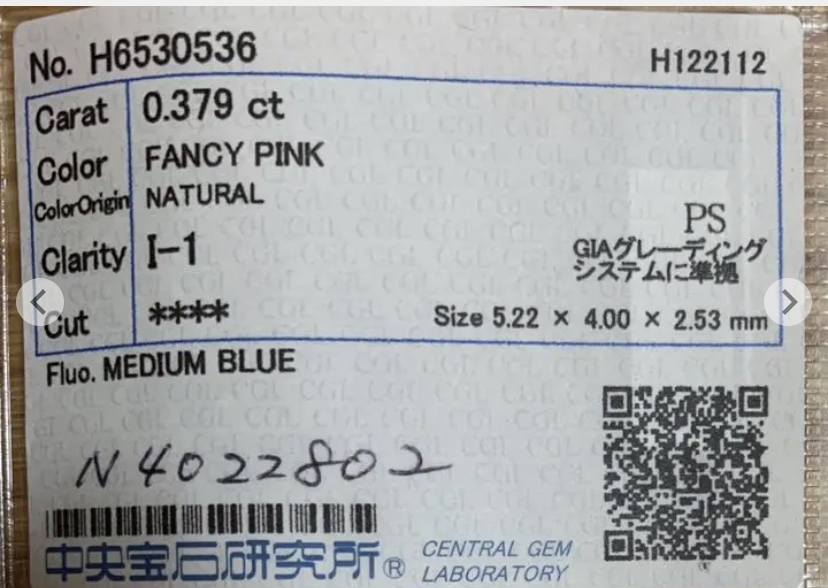 No. H6530536
H122112
Carat 0.379 ct
Color FANCY PINK
ColorOrigin NATURAL
PS
Clarity I-1
GIAグレーディング
システムに準拠
Cut ****
Size 5.22 × 4.00 × 2.53 mm
Fluo. MEDIUM BLUE
N4022802
中央宝石研究所®
CENTRAL GEM
LABORATORY